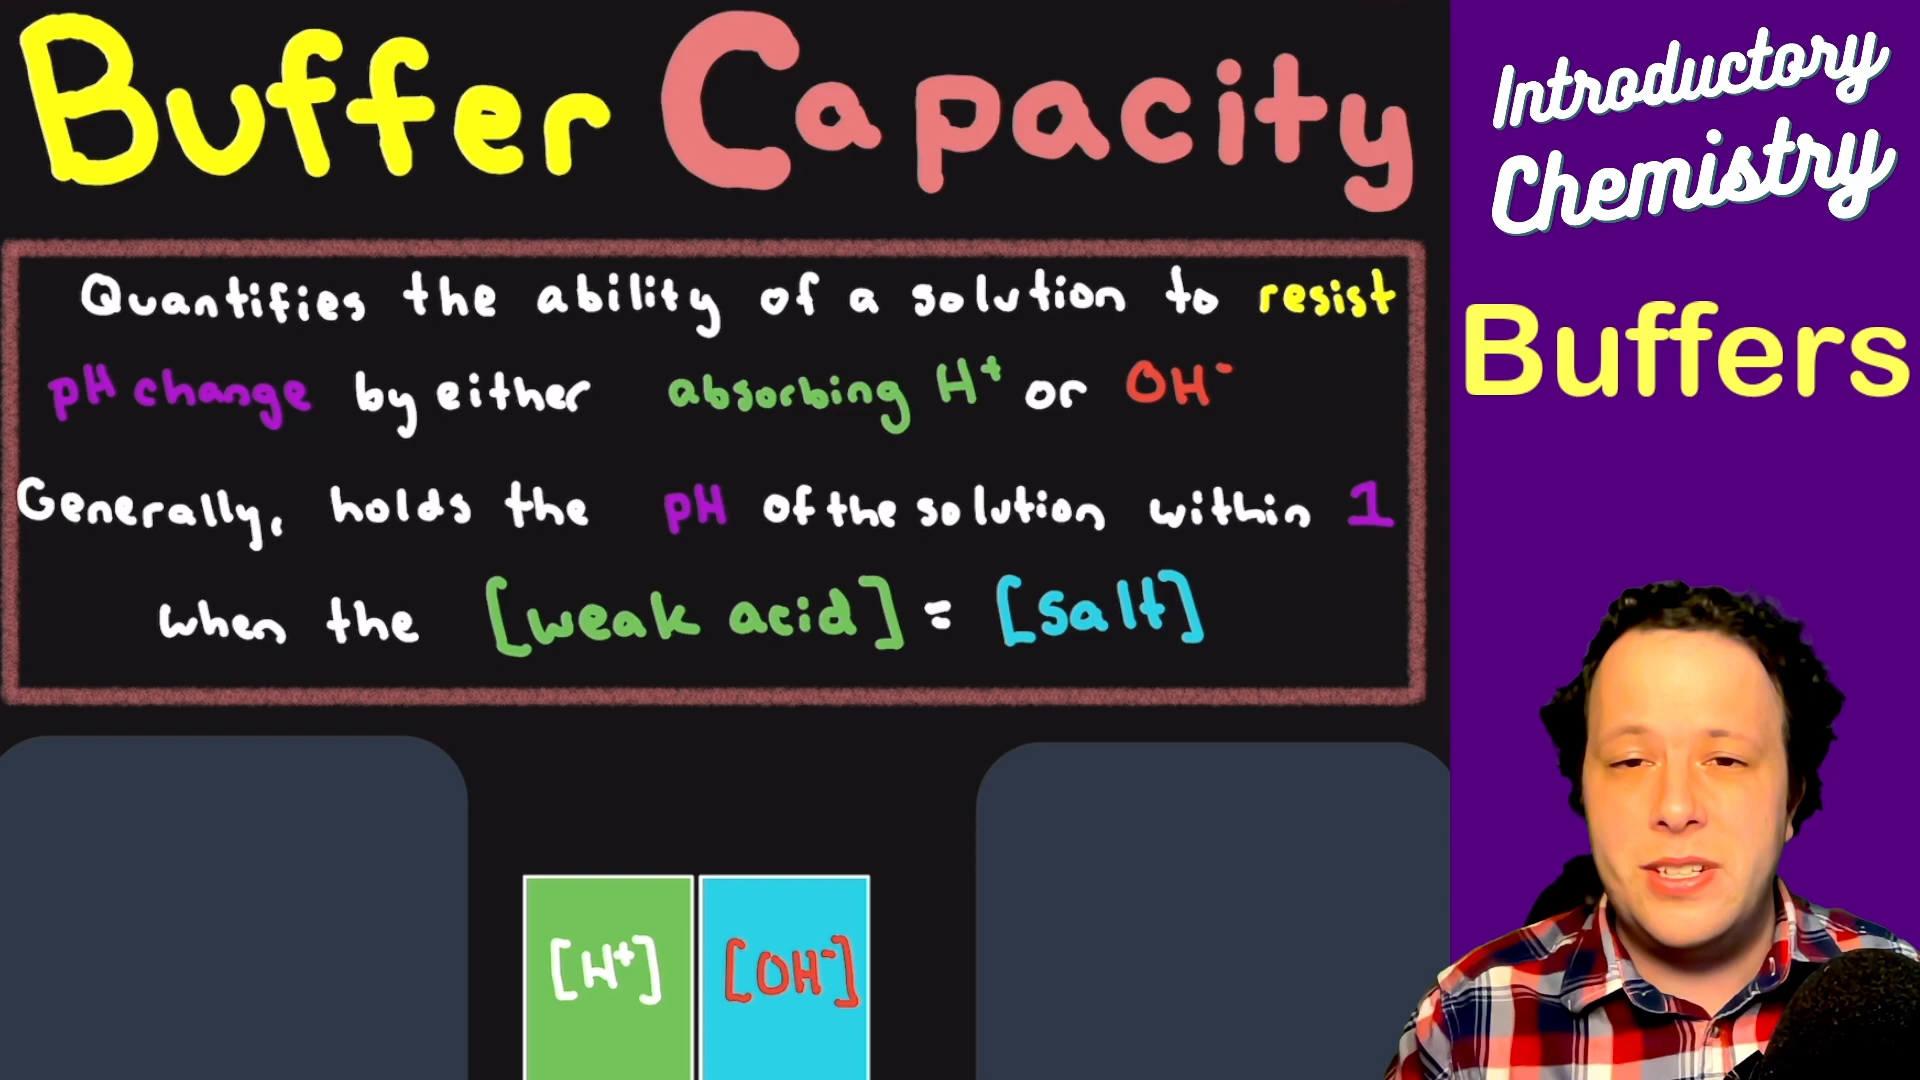 Buffer Capacity
Quantifies the ability of a solution to resist
pH change by either absorbing H⁺ or OH⁻
Generally, holds the pH of the solution within 1
when the [weak acid] = [salt]
[H⁺] [OH⁻]
Introductory
Chemistry
Buffers